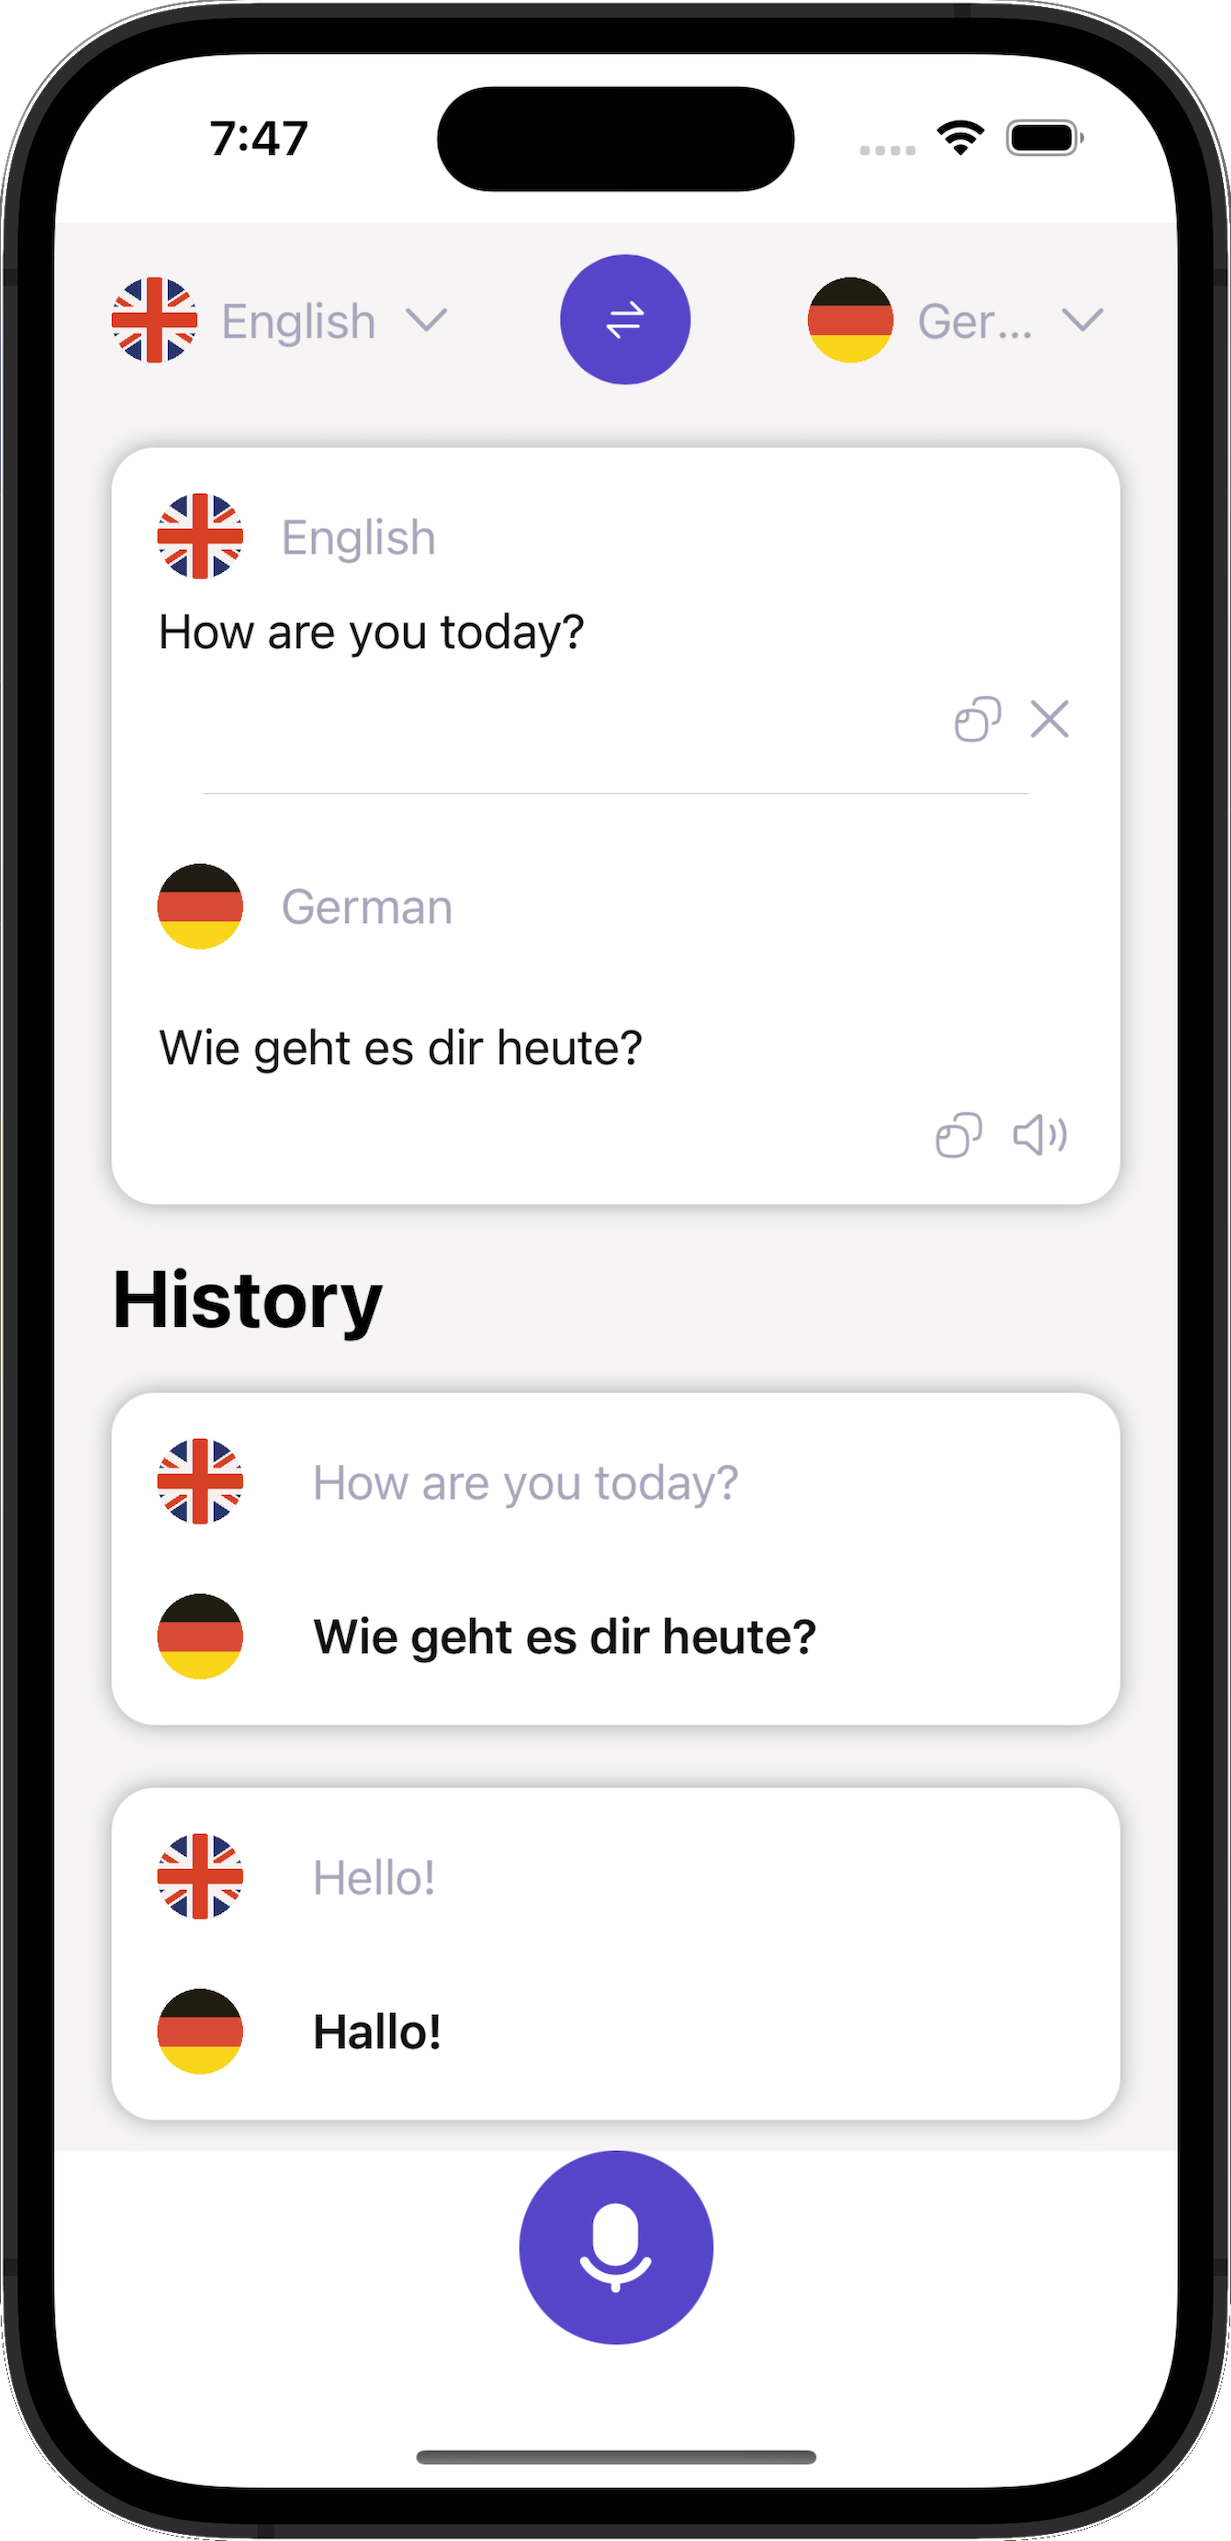 7:47
English
Ger...
English
How are you today?
German
Wie geht es dir heute?
History
How are you today?
Wie geht es dir heute?
Hello!
Hallo!